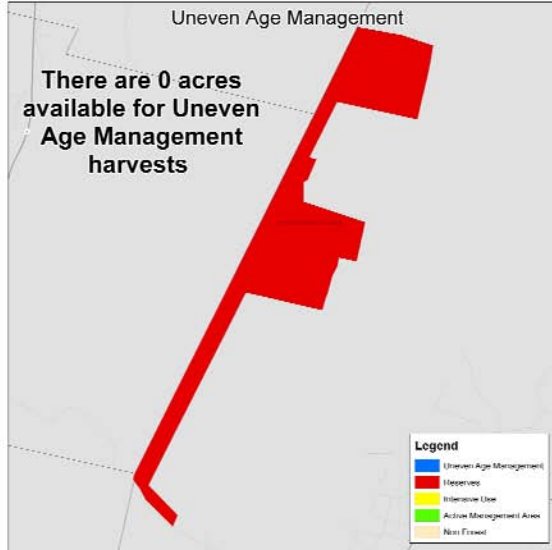 Uneven Age Management
There are 0 acres
available for Uneven
Age Management
harvests
Legend
Uneven Age Management
Reserves
Intensive Use
Active Management Area
Non Forest